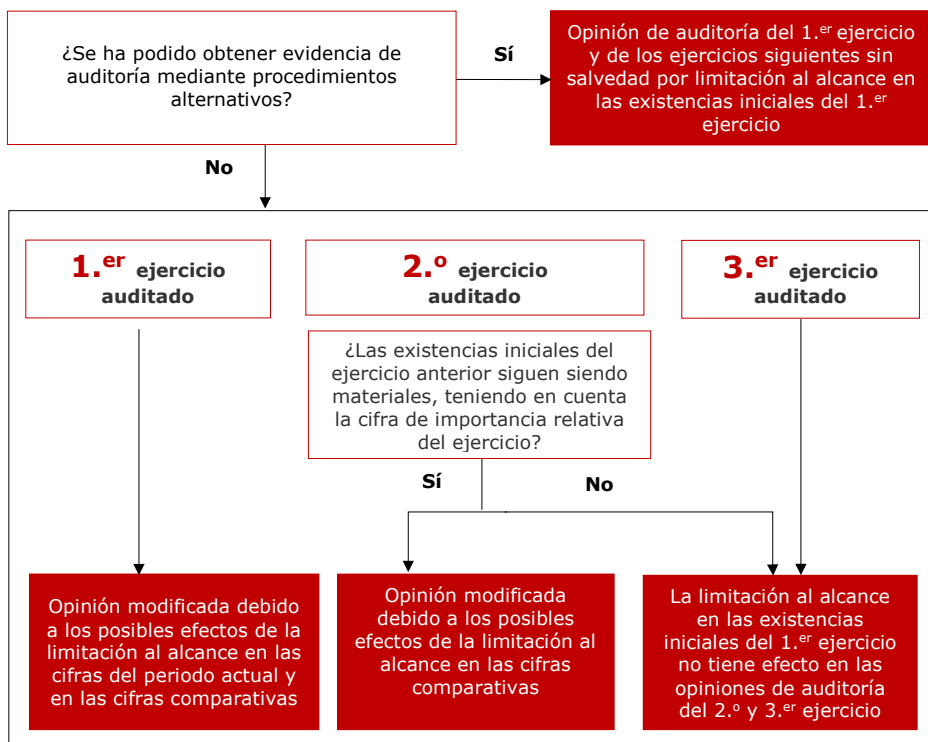 ¿Se ha podido obtener evidencia de
auditoría mediante procedimientos
alternativos?
Sí
Opinión de auditoría del 1.er ejercicio
y de los ejercicios siguientes sin
salvedad por limitación al alcance en
las existencias iniciales del 1.er
ejercicio
No
1.er ejercicio
auditado
2.º ejercicio
auditado
3.er ejercicio
auditado
¿Las existencias iniciales del
ejercicio anterior siguen siendo
materiales, teniendo en cuenta
la cifra de importancia relativa
del ejercicio?
Sí
No
Opinión modificada debido
a los posibles efectos de la
limitación al alcance en las
cifras del periodo actual y
en las cifras comparativas
Opinión modificada
debido a los posibles
efectos de la limitación al
alcance en las cifras
comparativas
La limitación al alcance
en las existencias
iniciales del 1.er ejercicio
no tiene efecto en las
opiniones de auditoría
del 2.º y 3.er ejercicio